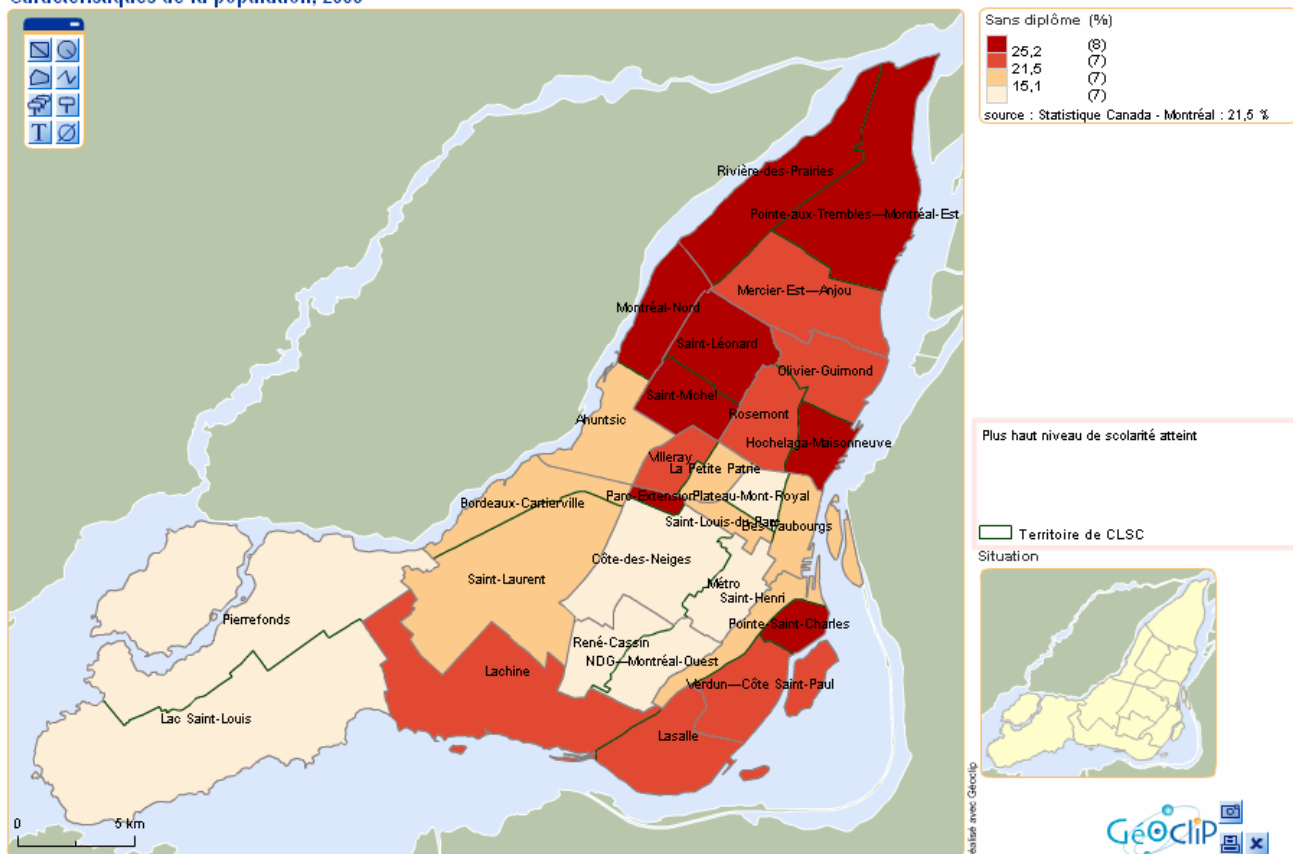 Caractéristiques de la population,
Sans diplôme (%)
25,2 (8)
21,5 (7)
15,1 (7)
(7)
source : Statistique Canada - Montréal : 21,5 %
T
Rivière-des-Prairies
Pointe-aux-Trembles—Montréal-Est
Mercier-Est—Anjou
Montréal-Nord
Saint-Léonard
Olivier-Guimond
Saint-Michel
Rosemont
Ahuntsic
Hochelaga-Maisonneuve
Villeray
La Petite Patrie
Parc-Extension
Plateau-Mont-Royal
Bordeaux-Cartierville
Saint-Louis-du-Parc
Des Faubourgs
Côte-des-Neiges
Saint-Laurent
Métro
Saint-Henri
Pierrefonds
Pointe-Saint-Charles
René-Cassin
NDG—Montréal-Ouest
Lachine
Verdun—Côte Saint-Paul
Lac Saint-Louis
Lasalle
0 5 km
Plus haut niveau de scolarité atteint
Territoire de CLSC
Situation
réalisé avec Géoclip
GéocliP